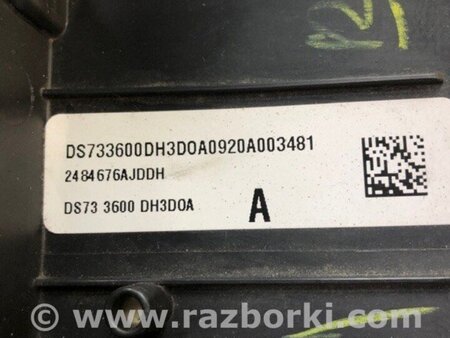 DS733600DH3D0A0920A003481
2484676AJDDH
DS73 3600 DH3D0A
A
www.razborki.com